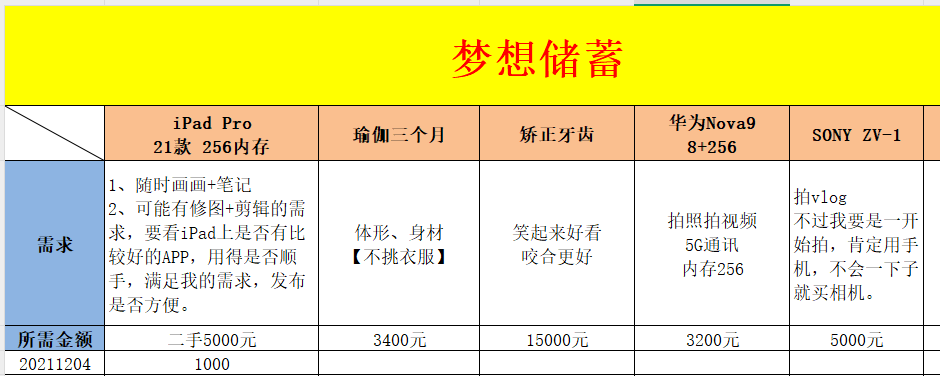 梦想储蓄
iPad Pro
21款 256内存
瑜伽三个月
矫正牙齿
华为Nova9
8+256
SONY ZV-1
需求
1、随时画画+笔记
2、可能有修图+剪辑的需
求，要看iPad上是否有比
较好的APP，用得是否顺
手，满足我的需求，发布
是否方便。
体形、身材
【不挑衣服】
笑起来好看
咬合更好
拍照拍视频
5G通讯
内存256
拍vlog
不过我要是一开
始拍，肯定用手
机，不会一下子
就买相机。
所需金额
二手5000元
3400元
15000元
3200元
5000元
20211204
1000